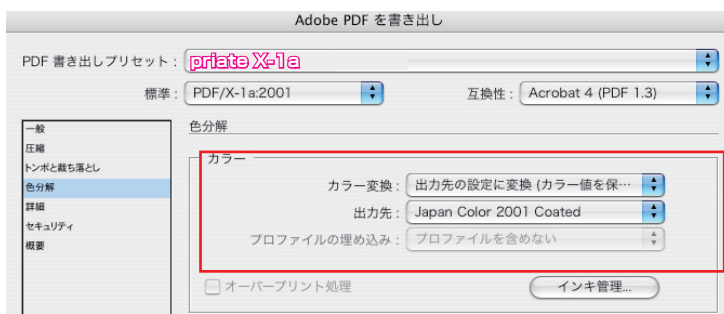 Adobe PDF を書き出し
PDF 書き出しプリセット : priate X-1a
標準 : PDF/X-1a:2001 互換性 : Acrobat 4 (PDF 1.3)
一般
圧縮
トンボと裁ち落とし
色分解
詳細
セキュリティ
概要
色分解
カラー
カラー変換 : 出力先の設定に変換 (カラー値を保…
出力先 : Japan Color 2001 Coated
プロファイルの埋め込み : プロファイルを含めない
オーバープリント処理 インキ管理...